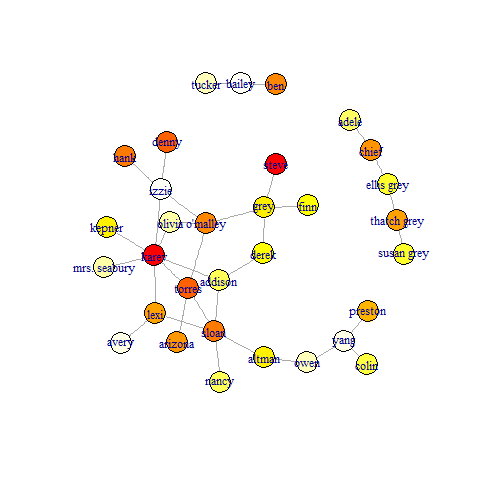 tucker
bailey
ben
adele
denny
chief
hank
steve
ellis grey
izzie
grey
finn
olivia
o'malley
thatch grey
kepner
karev
derek
susan grey
mrs. seabury
addison
torres
lexi
preston
sloan
avery
arizona
yang
altman
owen
colin
nancy